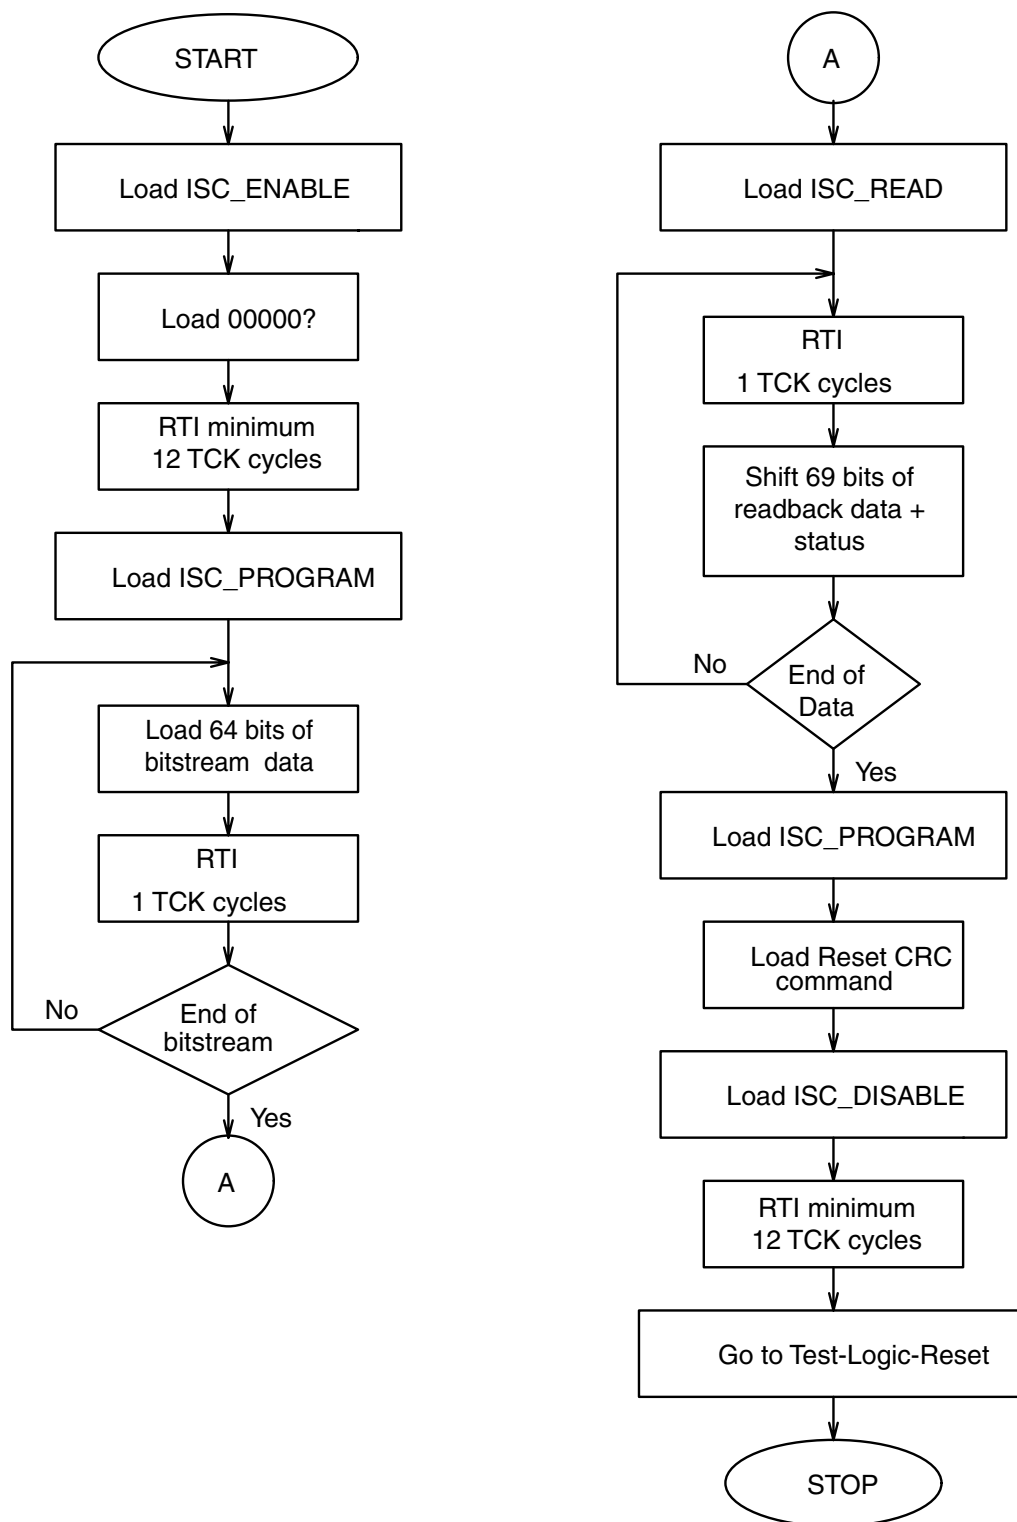 START
Load ISC_ENABLE
Load 00000?
RTI minimum
12 TCK cycles
Load ISC_PROGRAM
Load 64 bits of
bitstream data
RTI
1 TCK cycles
No
End of
bitstream
Yes
A
A
Load ISC_READ
RTI
1 TCK cycles
Shift 69 bits of
readback data +
status
No
End of
Data
Yes
Load ISC_PROGRAM
Load Reset CRC
command
Load ISC_DISABLE
RTI minimum
12 TCK cycles
Go to Test-Logic-Reset
STOP